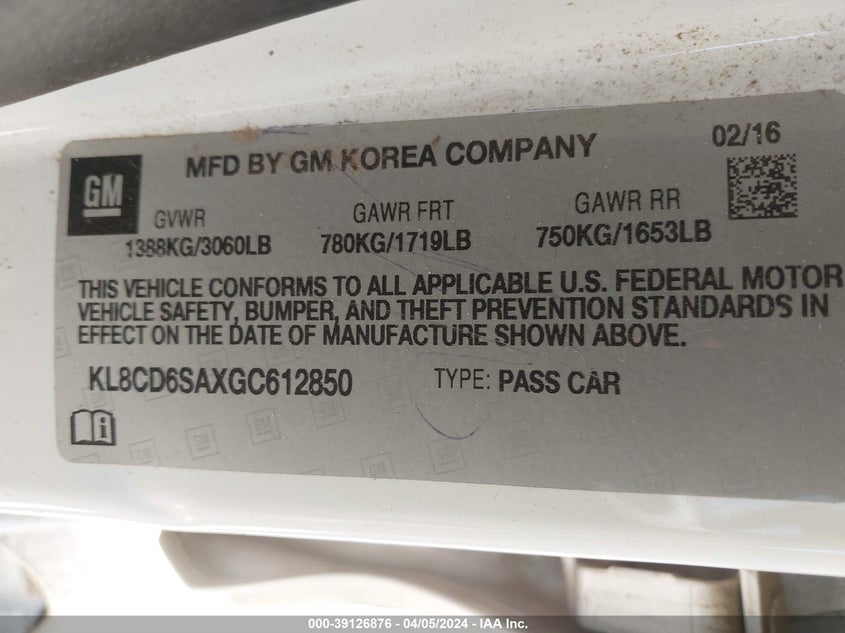 GM
MFD BY GM KOREA COMPANY
02/16
GVWR
1388KG/3060LB
GAWR FRT
780KG/1719LB
GAWR RR
750KG/1653LB
THIS VEHICLE CONFORMS TO ALL APPLICABLE U.S. FEDERAL MOTOR
VEHICLE SAFETY, BUMPER, AND THEFT PREVENTION STANDARDS IN
EFFECT ON THE DATE OF MANUFACTURE SHOWN ABOVE.
KL8CD6SAXGC612850
TYPE: PASS CAR
000-39126876 - 04/05/2024 - IAA, Inc.